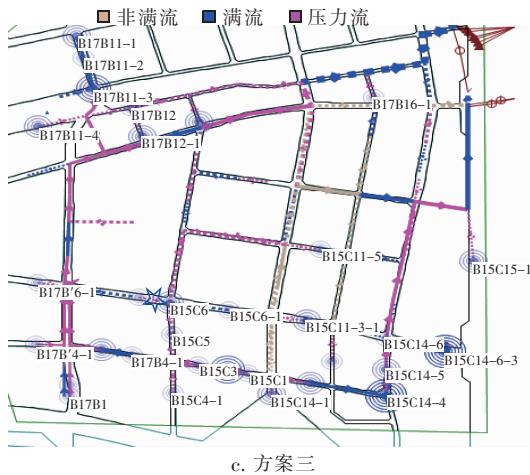 非满流 满流 压力流
B17B11-1
B17B11-2
B17B11-3
B17B12
B17B16-1
B17B11-4
B17B12-1
B15C11-5
B15C15-1
B17B'6-1
B15C6
B15C6-1
B15C11-3-1
B15C5
B15C14-6
B17B'4-1
B17B4-1
B15C14-6-3
B15C3
B15C1
B15C14-5
B17B1
B15C4-1
B15C14-1
B15C14-4
c. 方案三